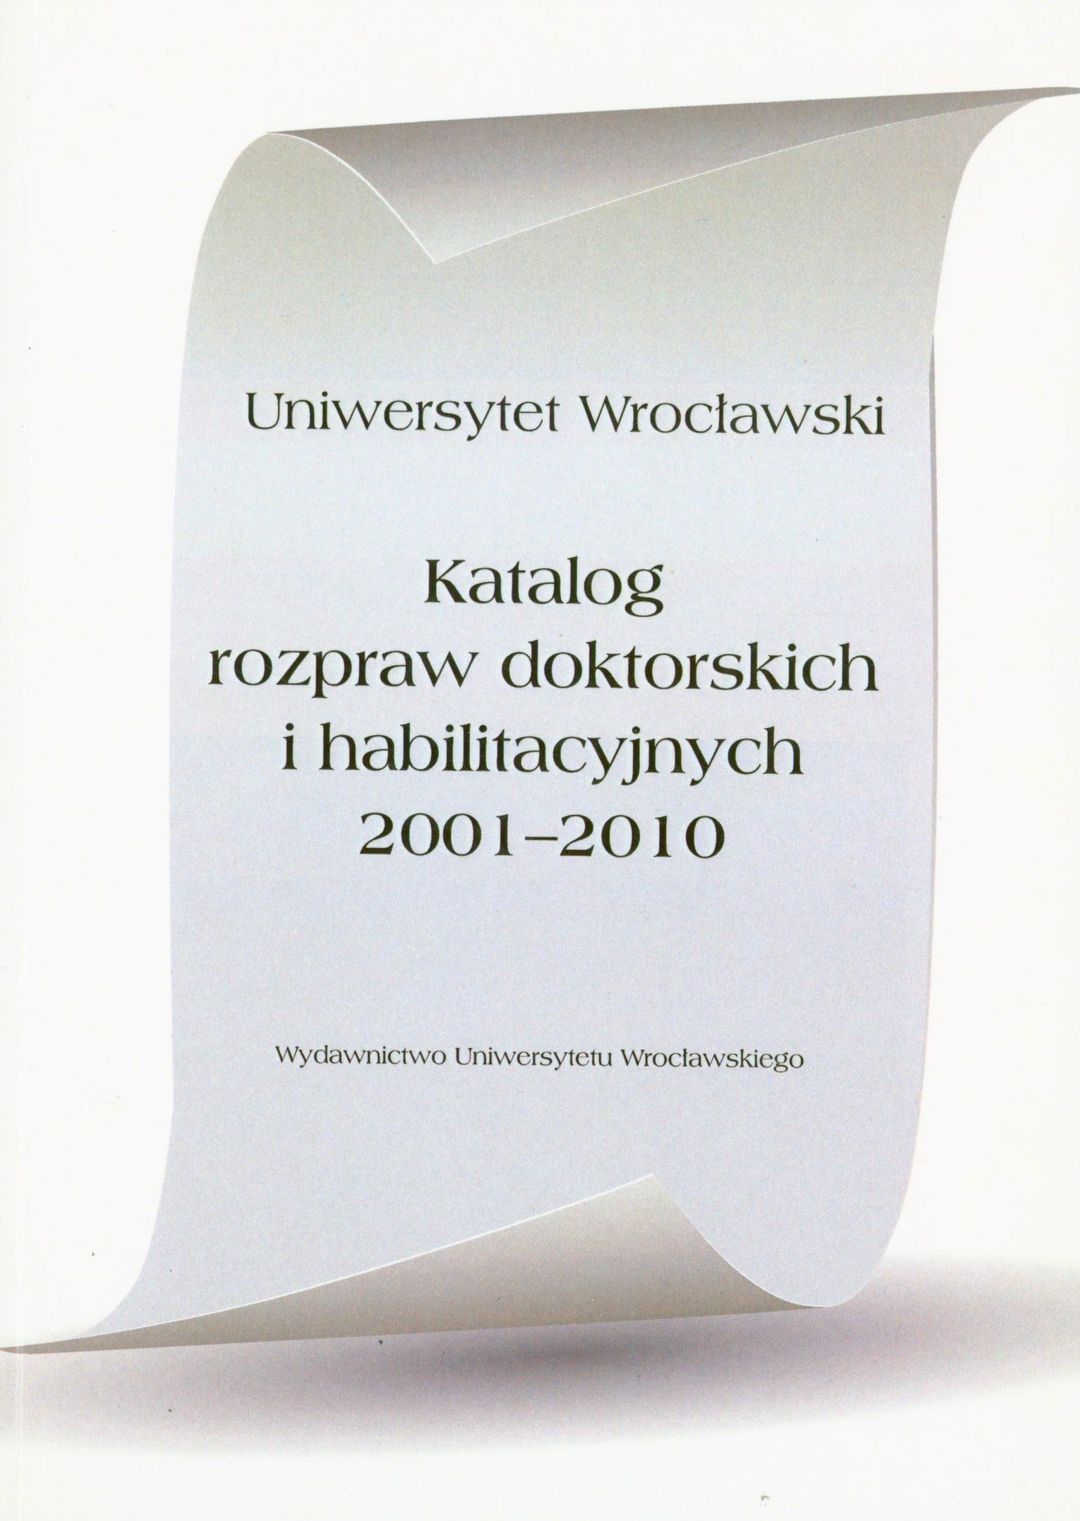 Uniwersytet Wrocławski
Katalog
rozpraw doktorskich
i habilitacyjnych
2001–2010
Wydawnictwo Uniwersytetu Wrocławskiego